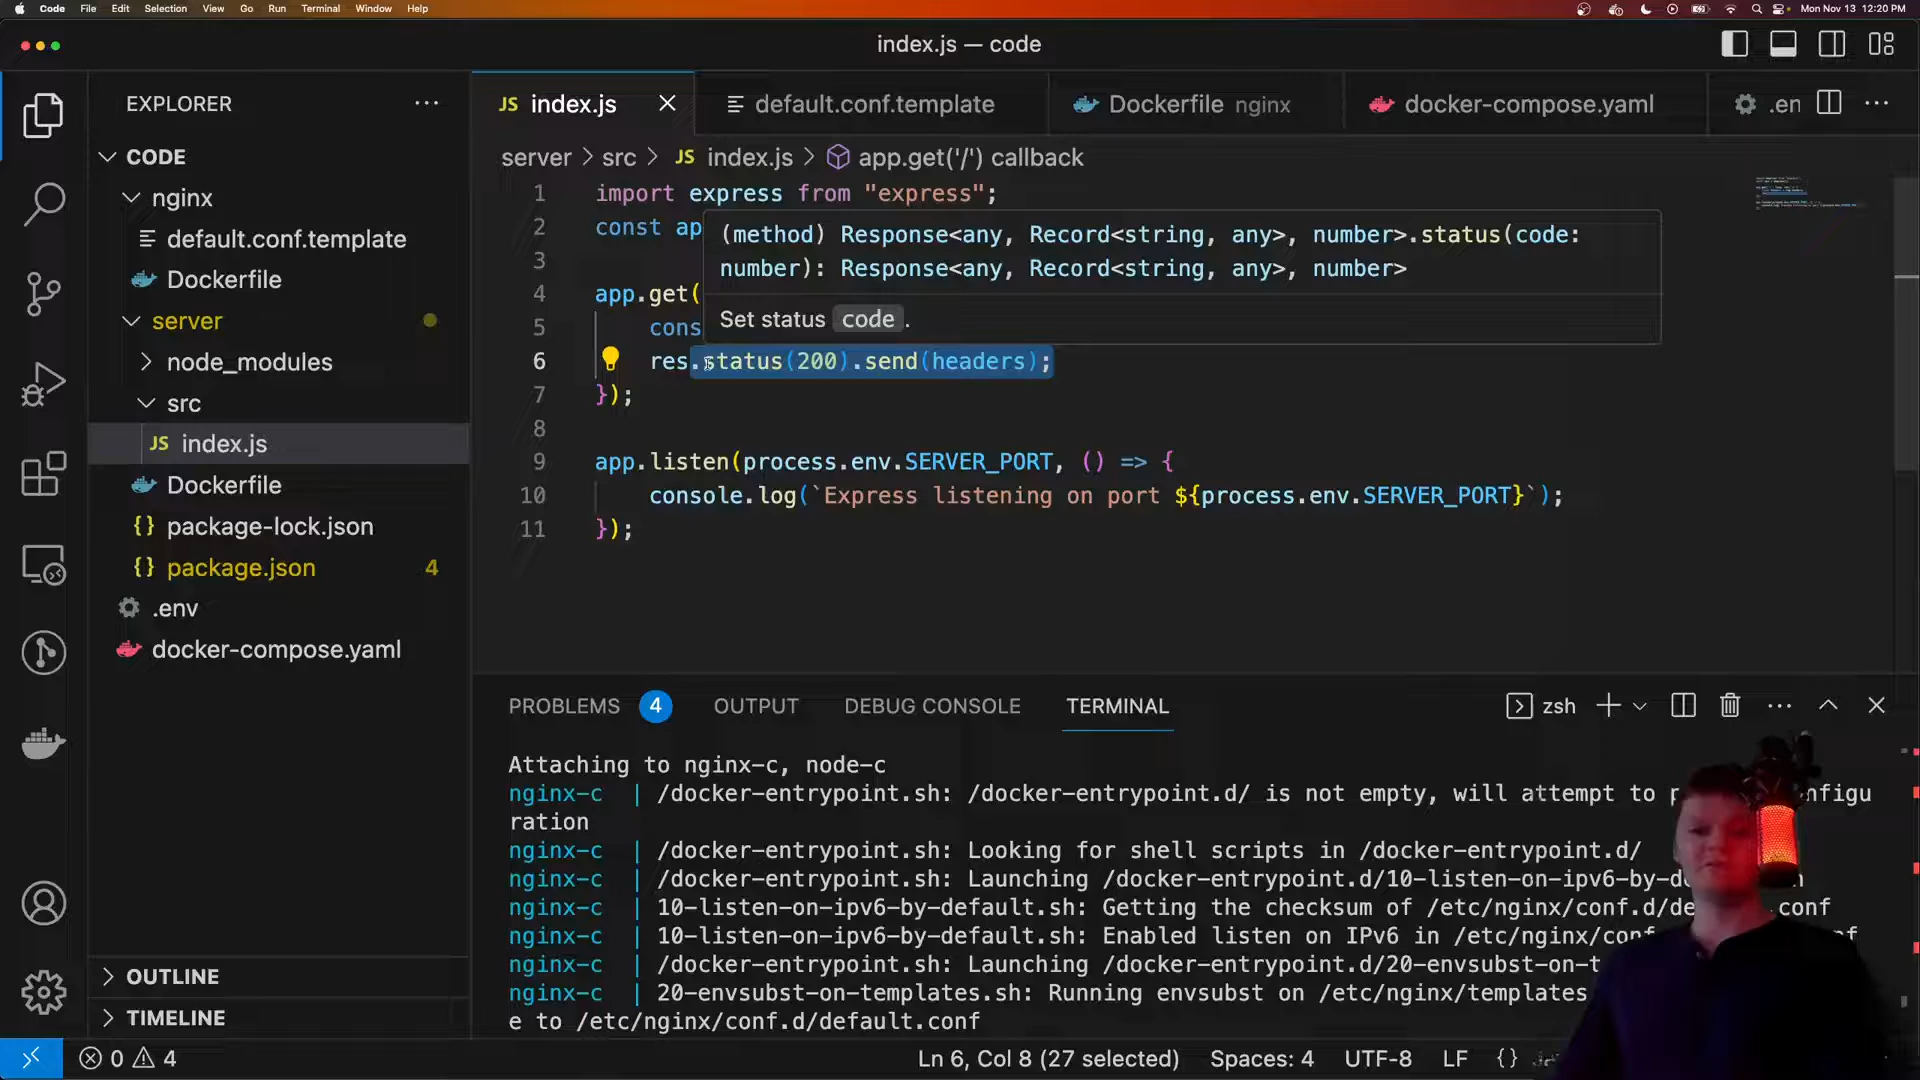 Code File Edit Selection View Go Run Terminal Window Help
Mon Nov 13 12:20 PM
index.js — code
EXPLORER
CODE
nginx
default.conf.template
Dockerfile
server
node_modules
src
JS index.js
Dockerfile
{} package-lock.json
{} package.json 4
.env
docker-compose.yaml
OUTLINE
TIMELINE
JS index.js
default.conf.template
Dockerfile nginx
docker-compose.yaml
.en
server > src > JS index.js > app.get('/') callback
1 import express from "express";
2 const ap
3
4 app.get(
5 cons
6 res.status(200).send(headers);
7 });
8
9 app.listen(process.env.SERVER_PORT, () => {
10 console.log(`Express listening on port ${process.env.SERVER_PORT}`);
11 });
(method) Response<any, Record<string, any>, number>.status(code:
number): Response<any, Record<string, any>, number>
Set status code.
PROBLEMS 4 OUTPUT DEBUG CONSOLE TERMINAL
zsh
Attaching to nginx-c, node-c
nginx-c | /docker-entrypoint.sh: /docker-entrypoint.d/ is not empty, will attempt to p nfigu
ration
nginx-c | /docker-entrypoint.sh: Looking for shell scripts in /docker-entrypoint.d/
nginx-c | /docker-entrypoint.sh: Launching /docker-entrypoint.d/10-listen-on-ipv6-by-d
nginx-c | 10-listen-on-ipv6-by-default.sh: Getting the checksum of /etc/nginx/conf.d/de conf
nginx-c | 10-listen-on-ipv6-by-default.sh: Enabled listen on IPv6 in /etc/nginx/con
nginx-c | /docker-entrypoint.sh: Launching /docker-entrypoint.d/20-envsubst-on-t
nginx-c | 20-envsubst-on-templates.sh: Running envsubst on /etc/nginx/templates
e to /etc/nginx/conf.d/default.conf
0 4
Ln 6, Col 8 (27 selected) Spaces: 4 UTF-8 LF {}